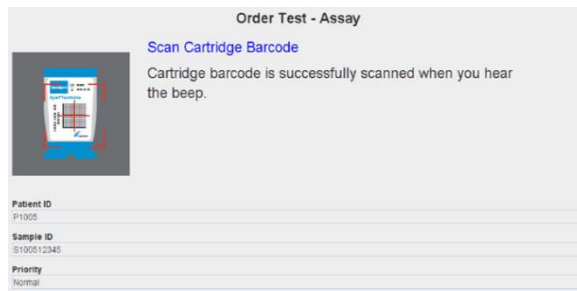 Order Test - Assay
Scan Cartridge Barcode
Cartridge barcode is successfully scanned when you hear
the beep.
Patient ID
P1005
Sample ID
S100512345
Priority
Normal